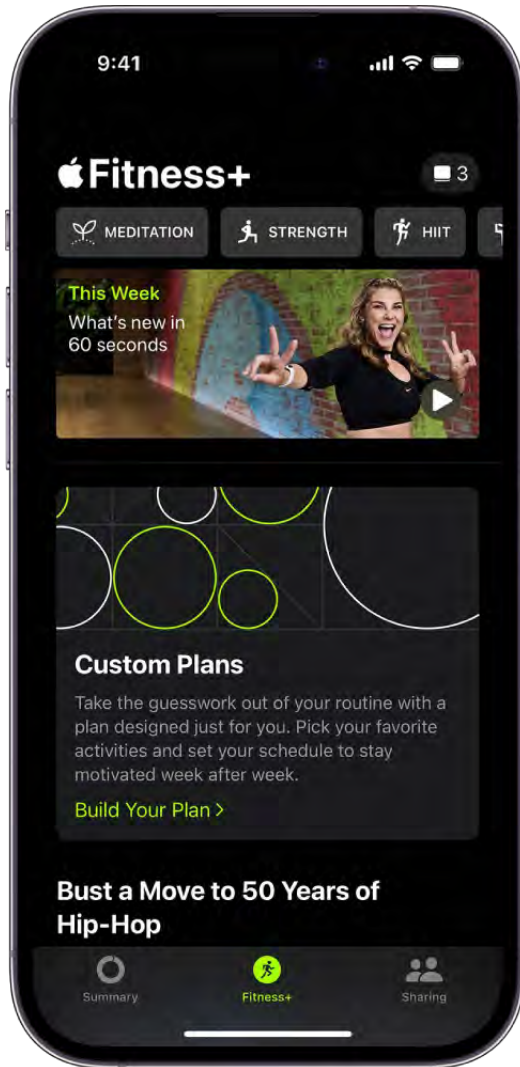 9:41
Fitness+
3
MEDITATION
STRENGTH
HIIT
This Week
What's new in
60 seconds
Custom Plans
Take the guesswork out of your routine with a
plan designed just for you. Pick your favorite
activities and set your schedule to stay
motivated week after week.
Build Your Plan >
Bust a Move to 50 Years of
Hip-Hop
Summary
Fitness+
Sharing